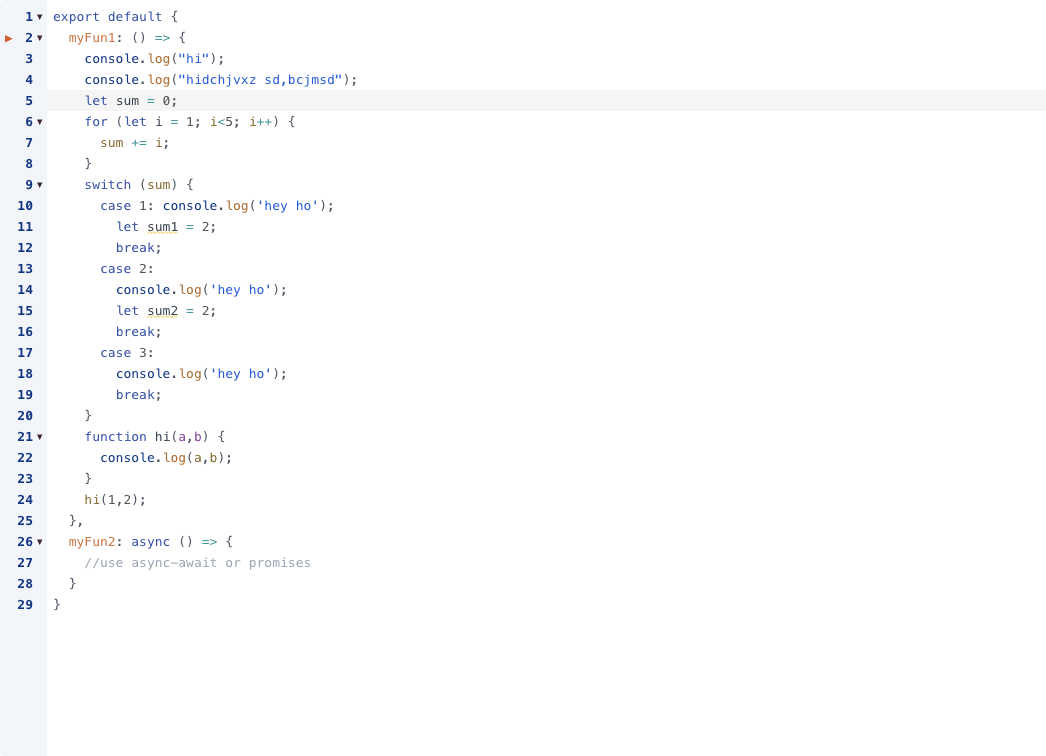 1 export default {
2   myFun1: () => {
3     console.log("hi");
4     console.log("hidchjvxz sd,bcjmsd");
5     let sum = 0;
6     for (let i = 1; i<5; i++) {
7       sum += i;
8     }
9     switch (sum) {
10       case 1: console.log('hey ho');
11         let sum1 = 2;
12         break;
13       case 2:
14         console.log('hey ho');
15         let sum2 = 2;
16         break;
17       case 3:
18         console.log('hey ho');
19         break;
20     }
21     function hi(a,b) {
22       console.log(a,b);
23     }
24     hi(1,2);
25   },
26   myFun2: async () => {
27     //use async-await or promises
28   }
29 }